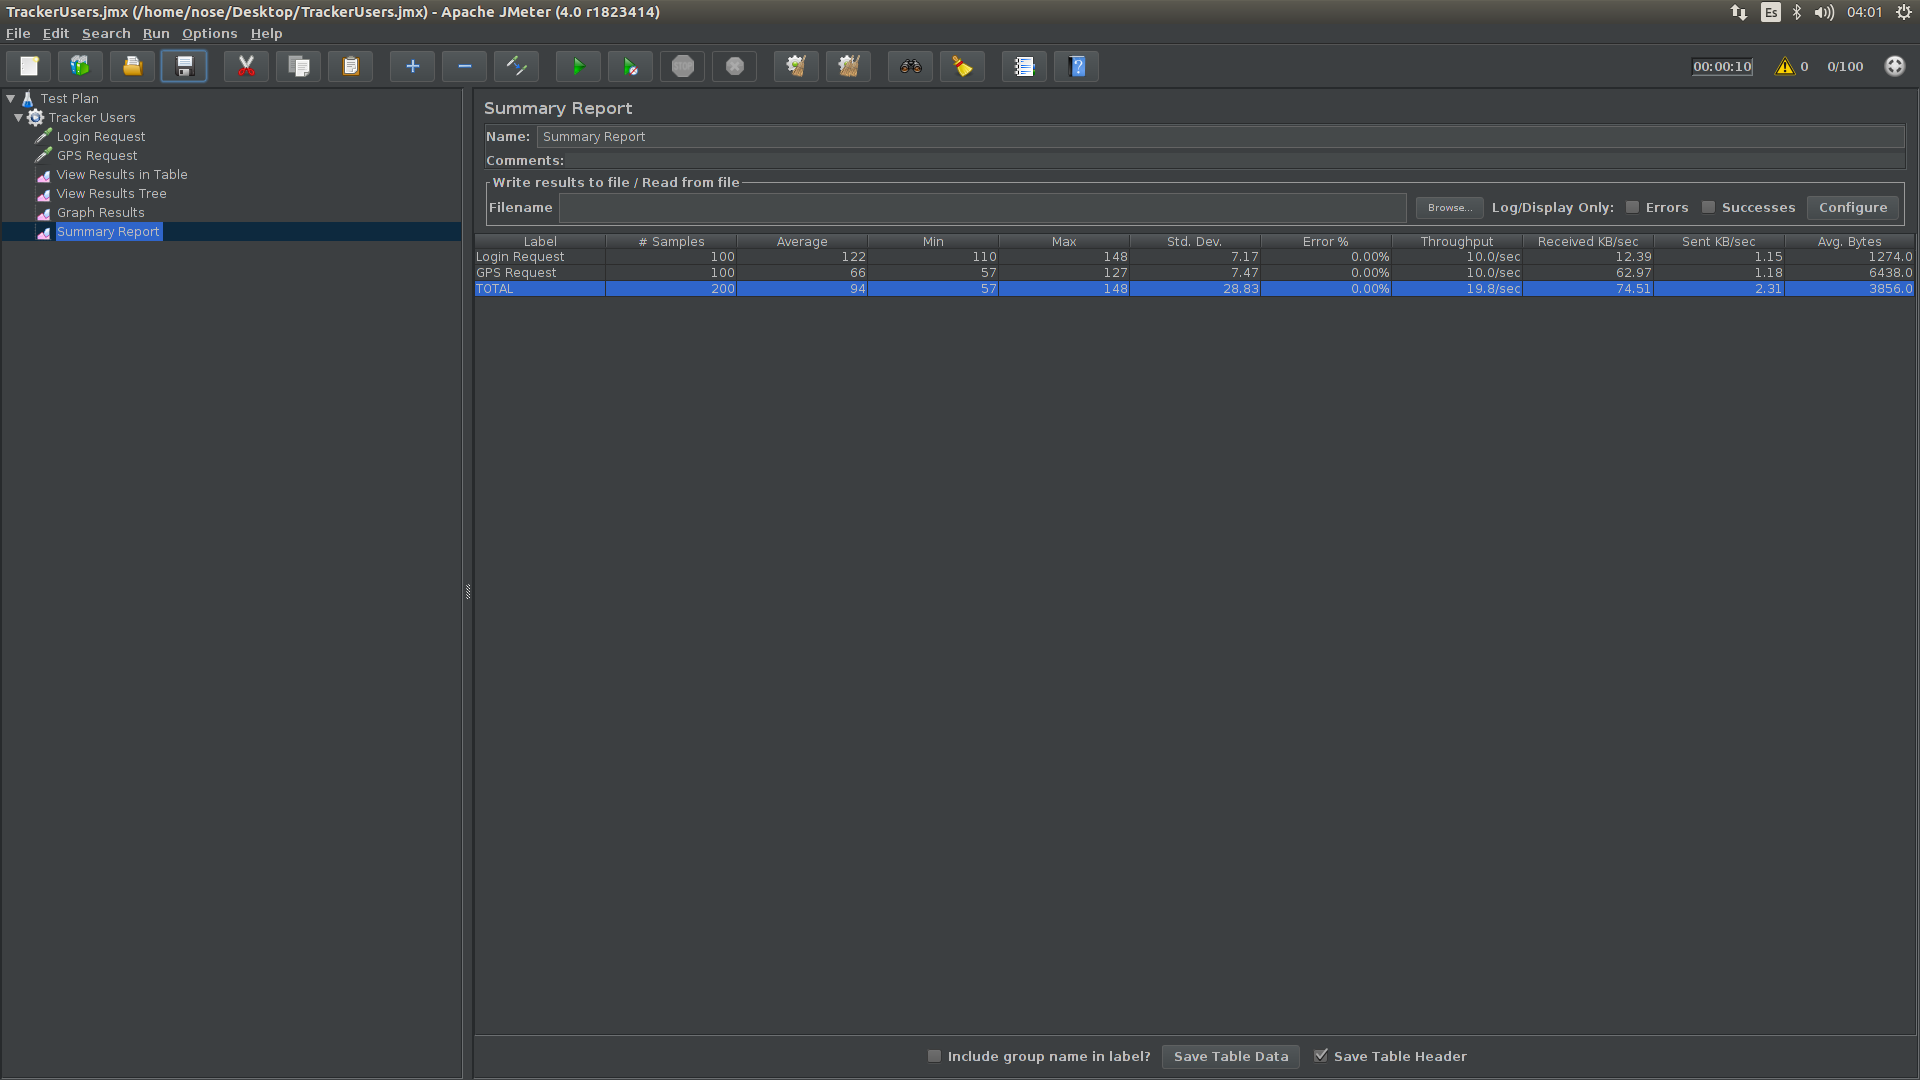 TrackerUsers.jmx (/home/nose/Desktop/TrackerUsers.jmx) - Apache JMeter (4.0 r1823414) Es 04:01
File Edit Search Run Options Help
STOP 00:00:10 0 0/100
Test Plan
Tracker Users
Login Request
GPS Request
View Results in Table
View Results Tree
Graph Results
Summary Report
Summary Report
Name: Summary Report
Comments:
Write results to file / Read from file
Filename Browse... Log/Display Only: Errors Successes Configure
Label # Samples Average Min Max Std. Dev. Error % Throughput Received KB/sec Sent KB/sec Avg. Bytes
Login Request 100 122 110 148 7.17 0.00% 10.0/sec 12.39 1.15 1274.0
GPS Request 100 66 57 127 7.47 0.00% 10.0/sec 62.97 1.18 6438.0
TOTAL 200 94 57 148 28.83 0.00% 19.8/sec 74.51 2.31 3856.0
Include group name in label? Save Table Data Save Table Header